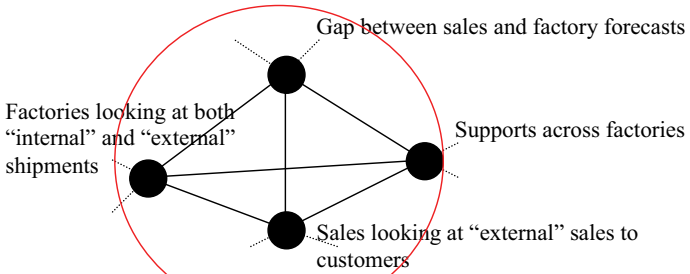 Gap between sales and factory forecasts
Factories looking at both
“internal” and “external”
shipments
Supports across factories
Sales looking at “external” sales to
customers